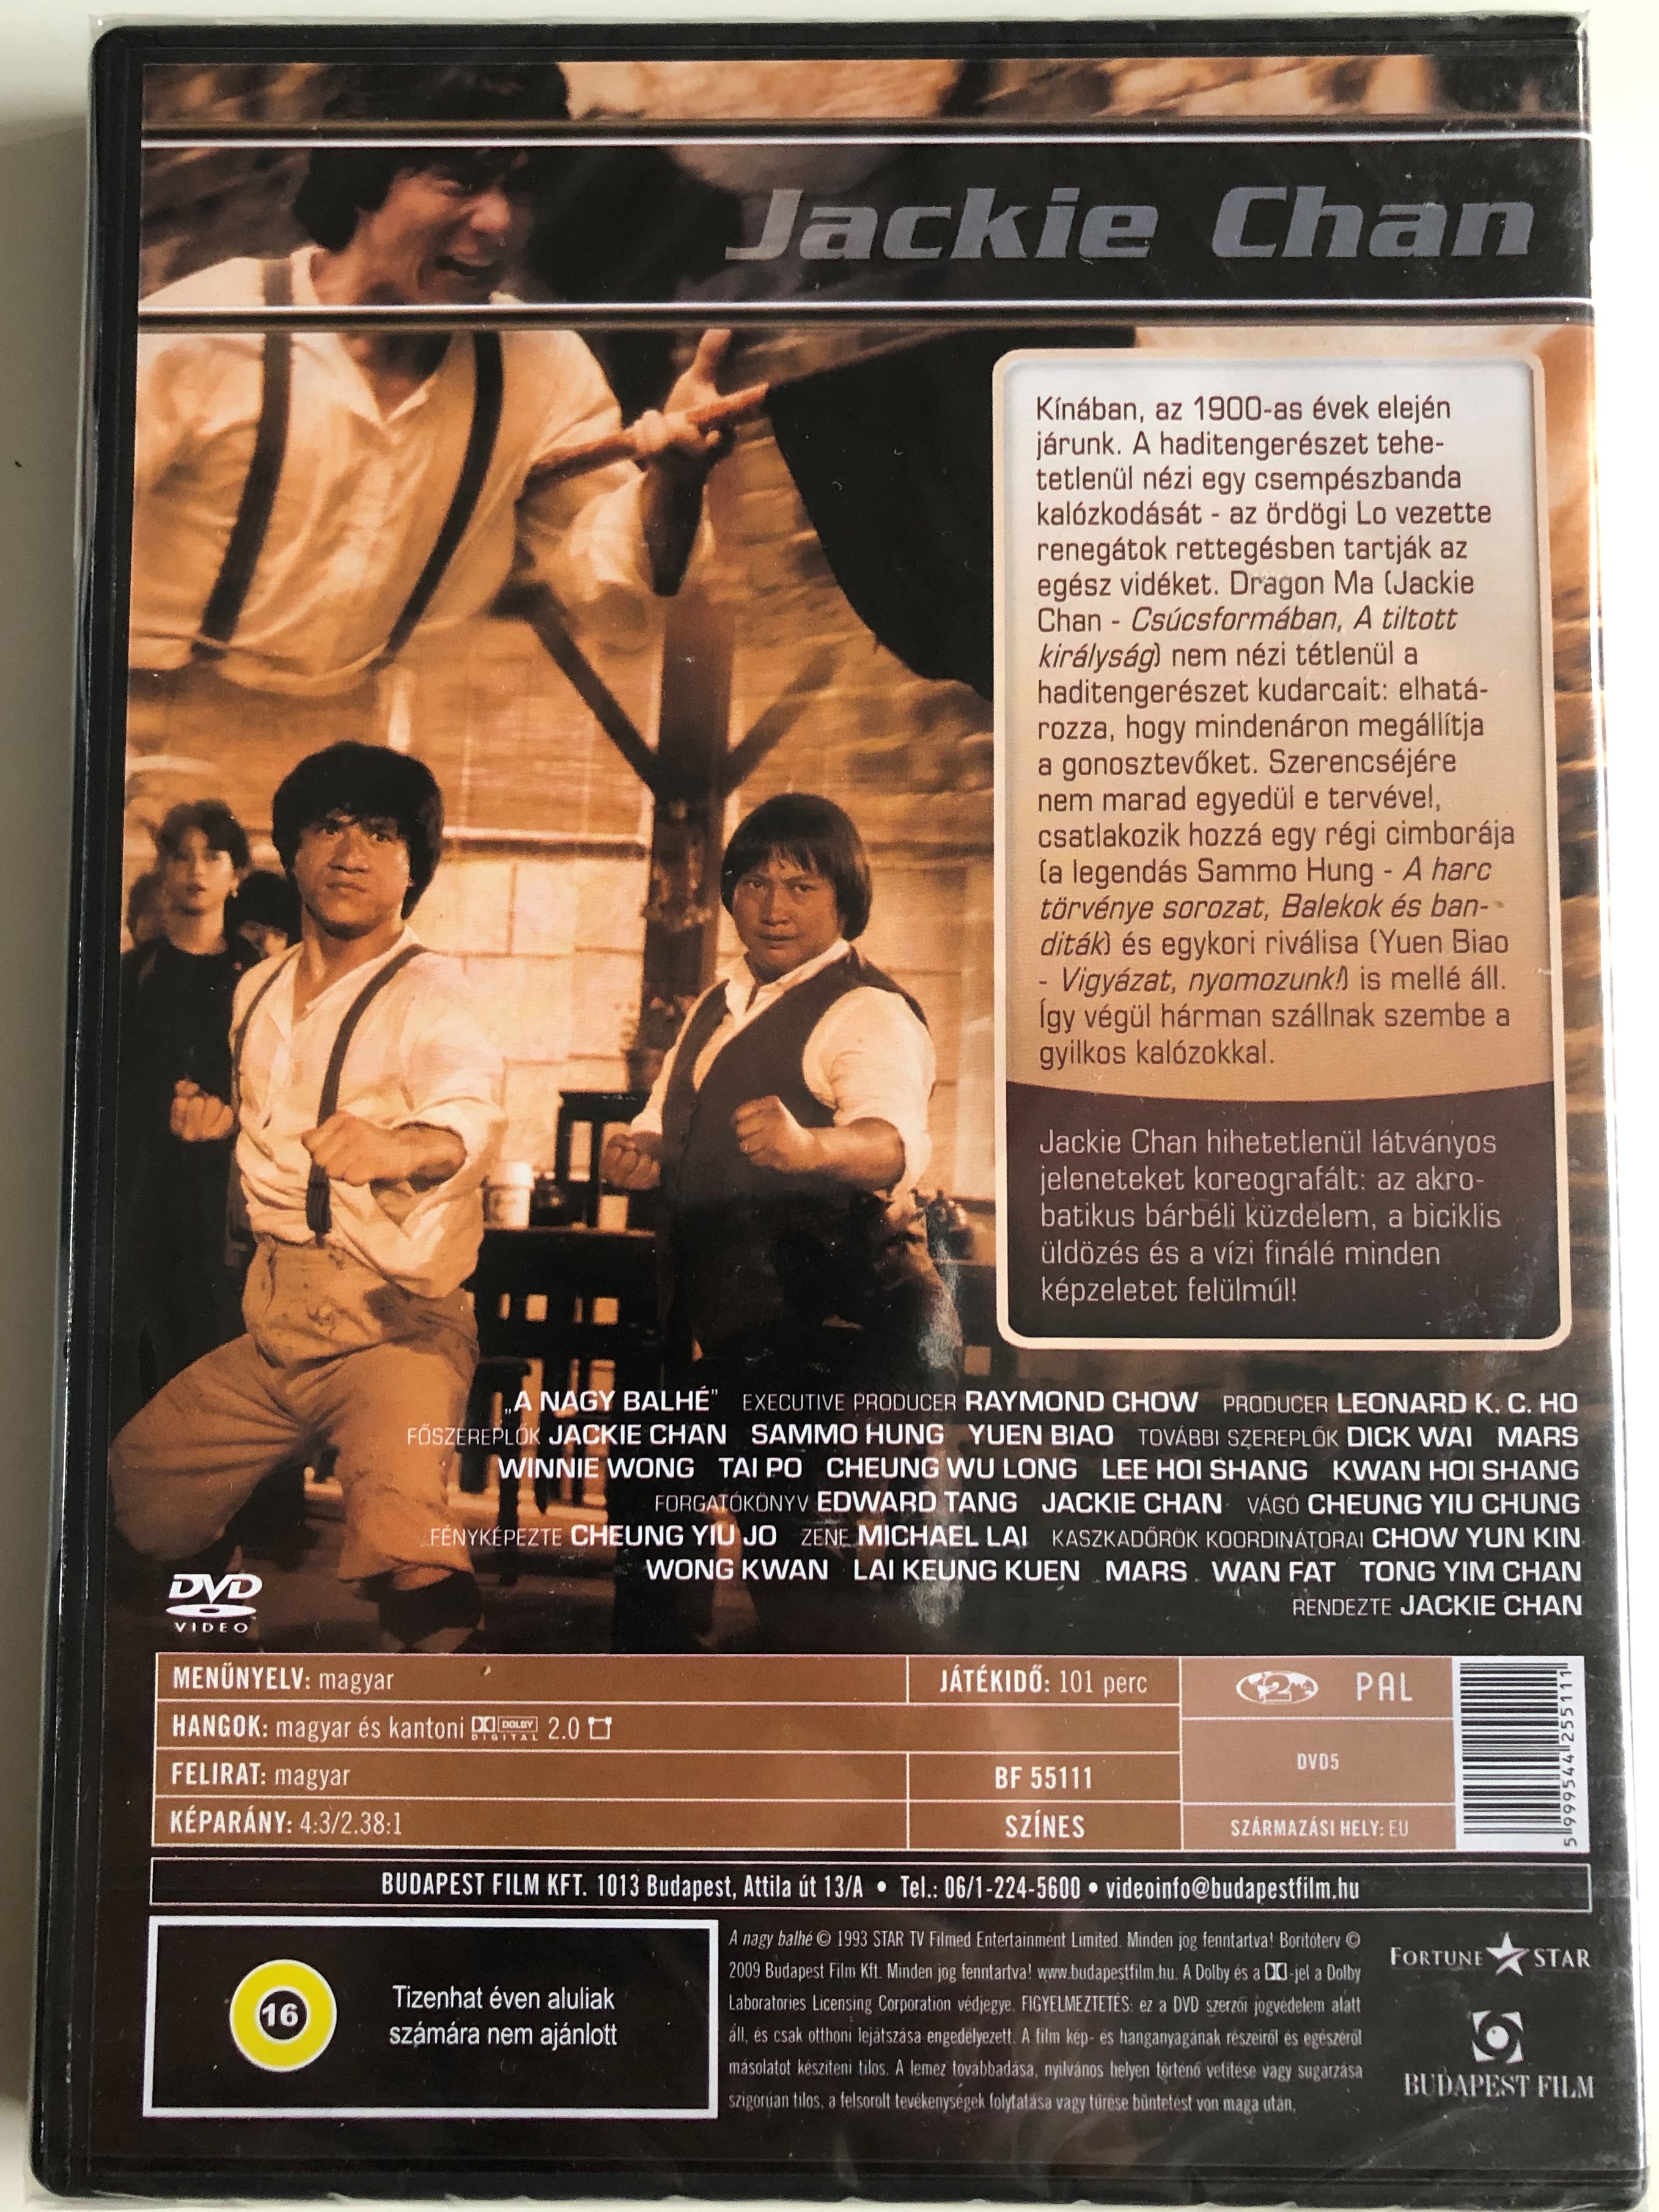 Jackie Chan
Kínában, az 1900-as évek elején
járunk. A haditengerészet tehe-
tetlenül nézi egy csempészbanda
kalózkodását - az ördögi Lo vezette
renegátok rettegésben tartják az
egész vidéket. Dragon Ma (Jackie
Chan - Csúcsformában, A tiltott
királyság) nem nézi tétlenül a
haditengerészet kudarcait: elhatá-
rozza, hogy mindenáron megállítja
a gonosztevőket. Szerencséjére
nem marad egyedül e tervével,
csatlakozik hozzá egy régi cimborája
(a legendás Sammo Hung - A harc
törvénye sorozat, Balekok és ban-
diták) és egykori riválisa (Yuen Biao
- Vigyázat, nyomozunk!) is mellé áll.
Így végül hárman szállnak szembe a
gyilkos kalózokkal.
Jackie Chan hihetetlenül látványos
jeleneteket koreografált: az akro-
batikus bárbéli küzdelem, a biciklis
üldözés és a vízi finálé minden
képzeletet felülmúl!
„A NAGY BALHÉ” EXECUTIVE PRODUCER RAYMOND CHOW PRODUCER LEONARD K. C. HO
FŐSZEREPLŐK JACKIE CHAN SAMMO HUNG YUEN BIAO TOVÁBBI SZEREPLŐK DICK WAI MARS
WINNIE WONG TAI PO CHEUNG WU LONG LEE HOI SHANG KWAN HOI SHANG
FORGATÓKÖNYV EDWARD TANG JACKIE CHAN VÁGÓ CHEUNG YIU CHUNG
FÉNYKÉPEZTE CHEUNG YIU JO ZENE MICHAEL LAI KASZKADŐRÖK KOORDINÁTORAI CHOW YUN KIN
WONG KWAN LAI KEUNG KUEN MARS WAN FAT TONG YIM CHAN
RENDEZTE JACKIE CHAN
DVD
VIDEO
MENÜNYELV: magyar
JÁTÉKIDŐ: 101 perc
2 PAL
HANGOK: magyar és kantoni DOLBY DIGITAL 2.0
DVD5
FELIRAT: magyar
BF 55111
KÉPARÁNY: 4:3/2.38:1
SZÍNES
SZÁRMAZÁSI HELY: EU
5 999544 255111
BUDAPEST FILM KFT. 1013 Budapest, Attila út 13/A • Tel.: 06/1-224-5600 • videoinfo@budapestfilm.hu
16
Tizenhat éven aluliak
számára nem ajánlott
A nagy balhé © 1993 STAR TV Filmed Entertainment Limited. Minden jog fenntartva! Borítóterv ©
2009 Budapest Film Kft. Minden jog fenntartva! www.budapestfilm.hu. A Dolby és a DD-jel a Dolby
Laboratories Licensing Corporation védjegye. FIGYELMEZTETÉS: ez a DVD szerzői jogvédelem alatt
áll, és csak otthoni lejátszása engedélyezett. A film kép- és hanganyagának részeiről és egészéről
másolatot készíteni tilos. A lemez továbbadása, nyilvános helyen történő vetítése vagy sugárzása
szigorúan tilos, a felsorolt tevékenységek folytatása vagy tűrése büntetést von maga után.
FORTUNE STAR
BUDAPEST FILM